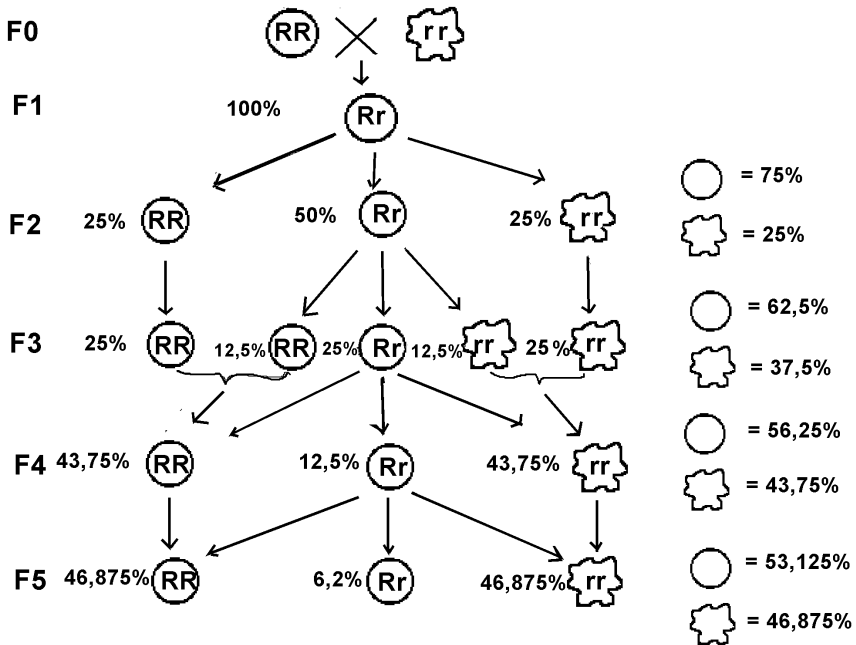 F0 RR rr
F1 100% Rr
F2 25% RR 50% Rr 25% rr
= 75%
= 25%
F3 25% RR 12,5% RR 25% Rr 12,5% rr 25% rr
= 62,5%
= 37,5%
F4 43,75% RR 12,5% Rr 43,75% rr
= 56,25%
= 43,75%
F5 46,875% RR 6,2% Rr 46,875% rr
= 53,125%
= 46,875%